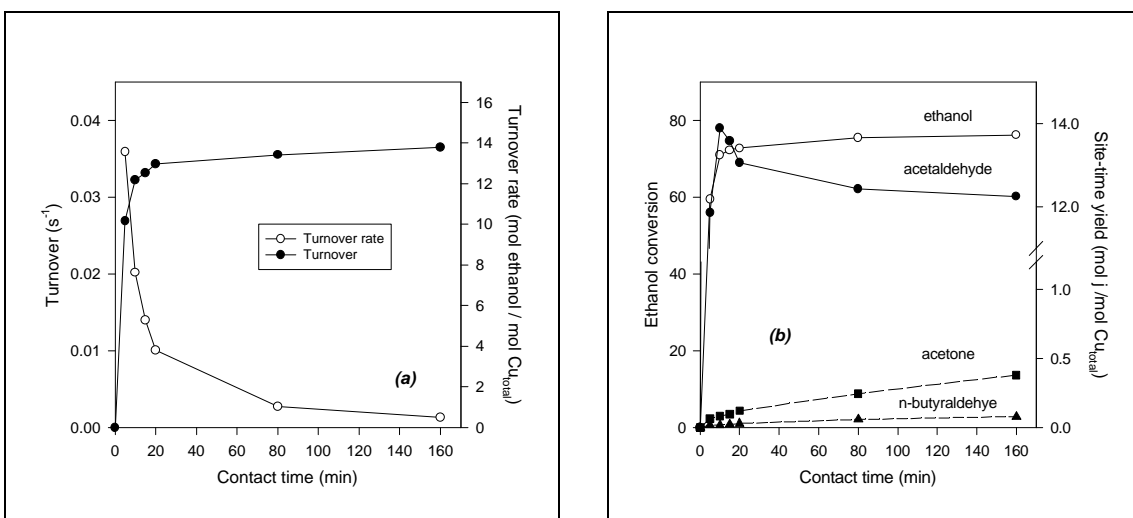 Turnover (s⁻¹)
0.04
0.03
0.02
0.01
0.00
Turnover rate
Turnover
(a)
0 20 40 60 80 100 120 140 160
Contact time (min)
16
14
12
10
8
6
4
2
0
Turnover rate (mol ethanol / mol Cu_total)
Ethanol conversion
80
60
40
20
0
ethanol
acetaldehyde
(b)
acetone
n-butyraldehye
0 20 40 60 80 100 120 140 160
Contact time (min)
14.0
12.0
1.0
0.5
0.0
Site-time yield (mol j /mol Cu_total)